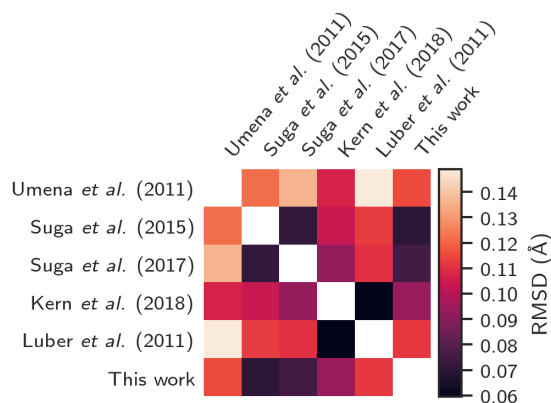 Umena et al. (2011)
Suga et al. (2015)
Suga et al. (2017)
Kern et al. (2018)
Luber et al. (2011)
This work
Umena et al. (2011)
Suga et al. (2015)
Suga et al. (2017)
Kern et al. (2018)
Luber et al. (2011)
This work
0.14
0.13
0.12
0.11
0.10
0.09
0.08
0.07
0.06
RMSD (Å)